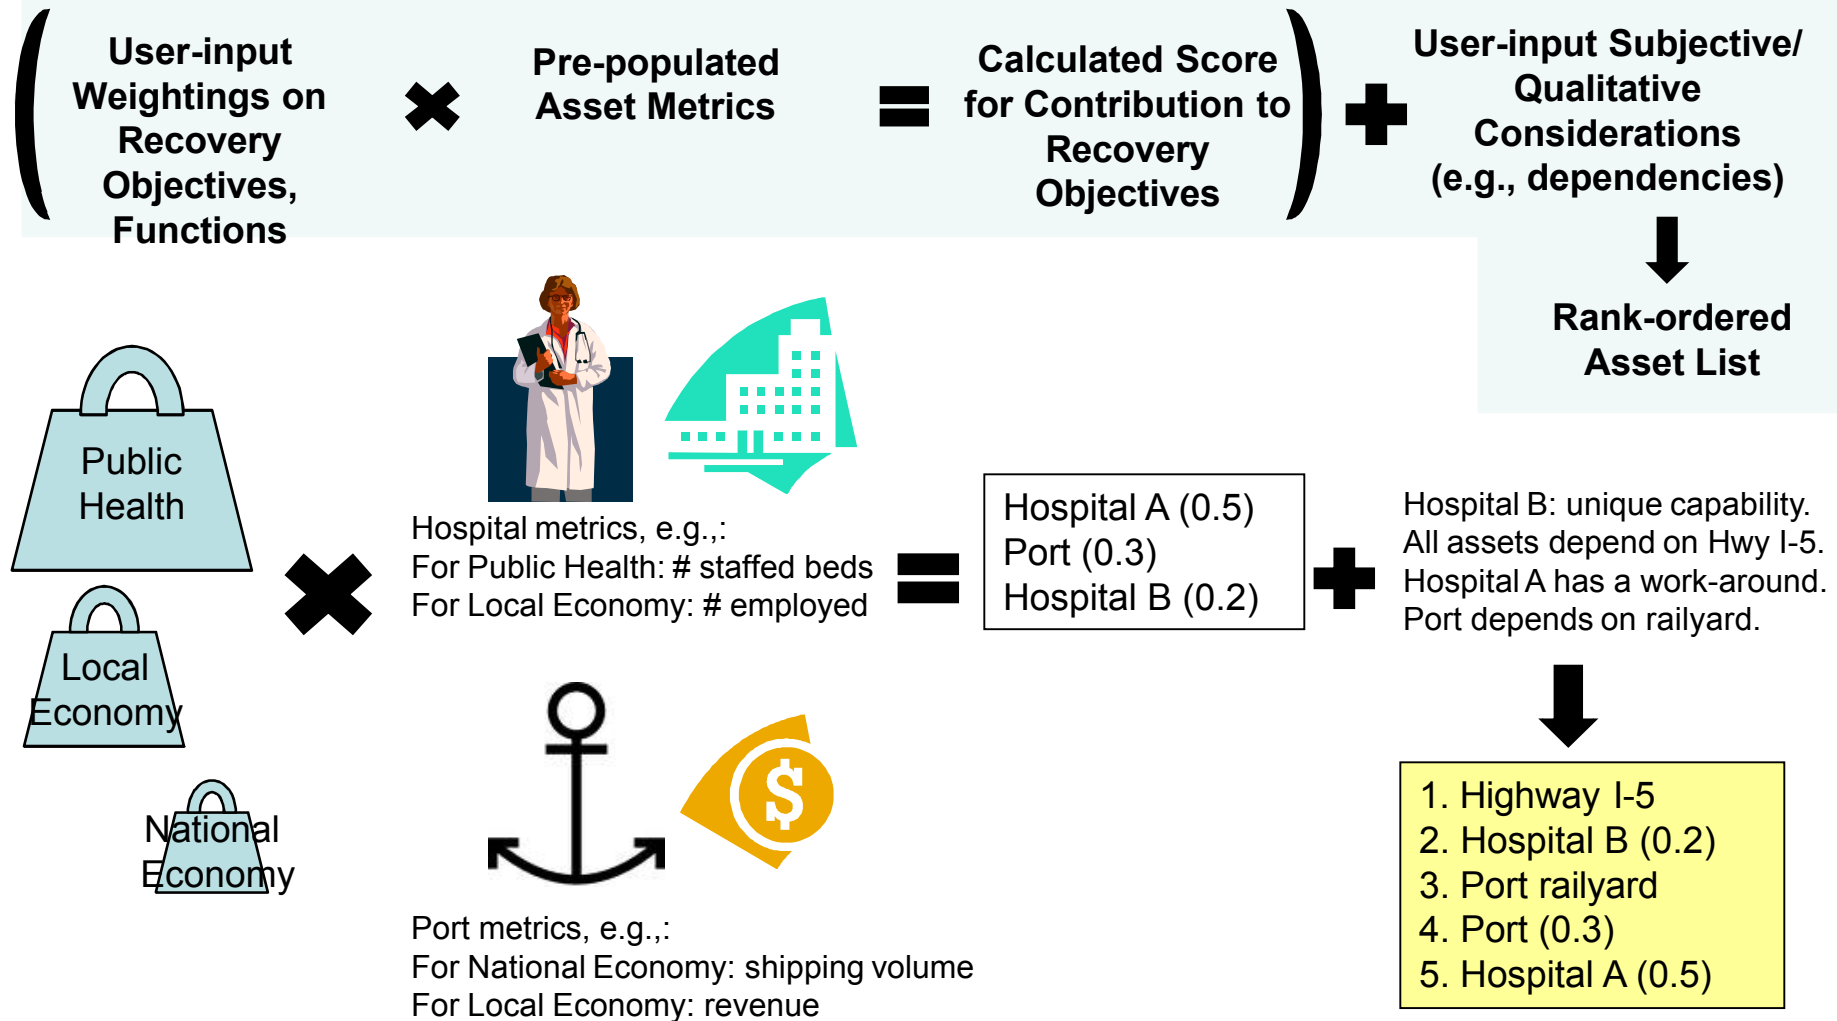 User-input
Weightings on
Recovery
Objectives,
Functions
Pre-populated
Asset Metrics
Calculated Score
for Contribution to
Recovery
Objectives
User-input Subjective/
Qualitative
Considerations
(e.g., dependencies)
Rank-ordered
Asset List
Public
Health
Local
Economy
National
Economy
Hospital metrics, e.g.,:
For Public Health: # staffed beds
For Local Economy: # employed
$
Port metrics, e.g.,:
For National Economy: shipping volume
For Local Economy: revenue
Hospital A (0.5)
Port (0.3)
Hospital B (0.2)
Hospital B: unique capability.
All assets depend on Hwy I-5.
Hospital A has a work-around.
Port depends on railyard.
1. Highway I-5
2. Hospital B (0.2)
3. Port railyard
4. Port (0.3)
5. Hospital A (0.5)